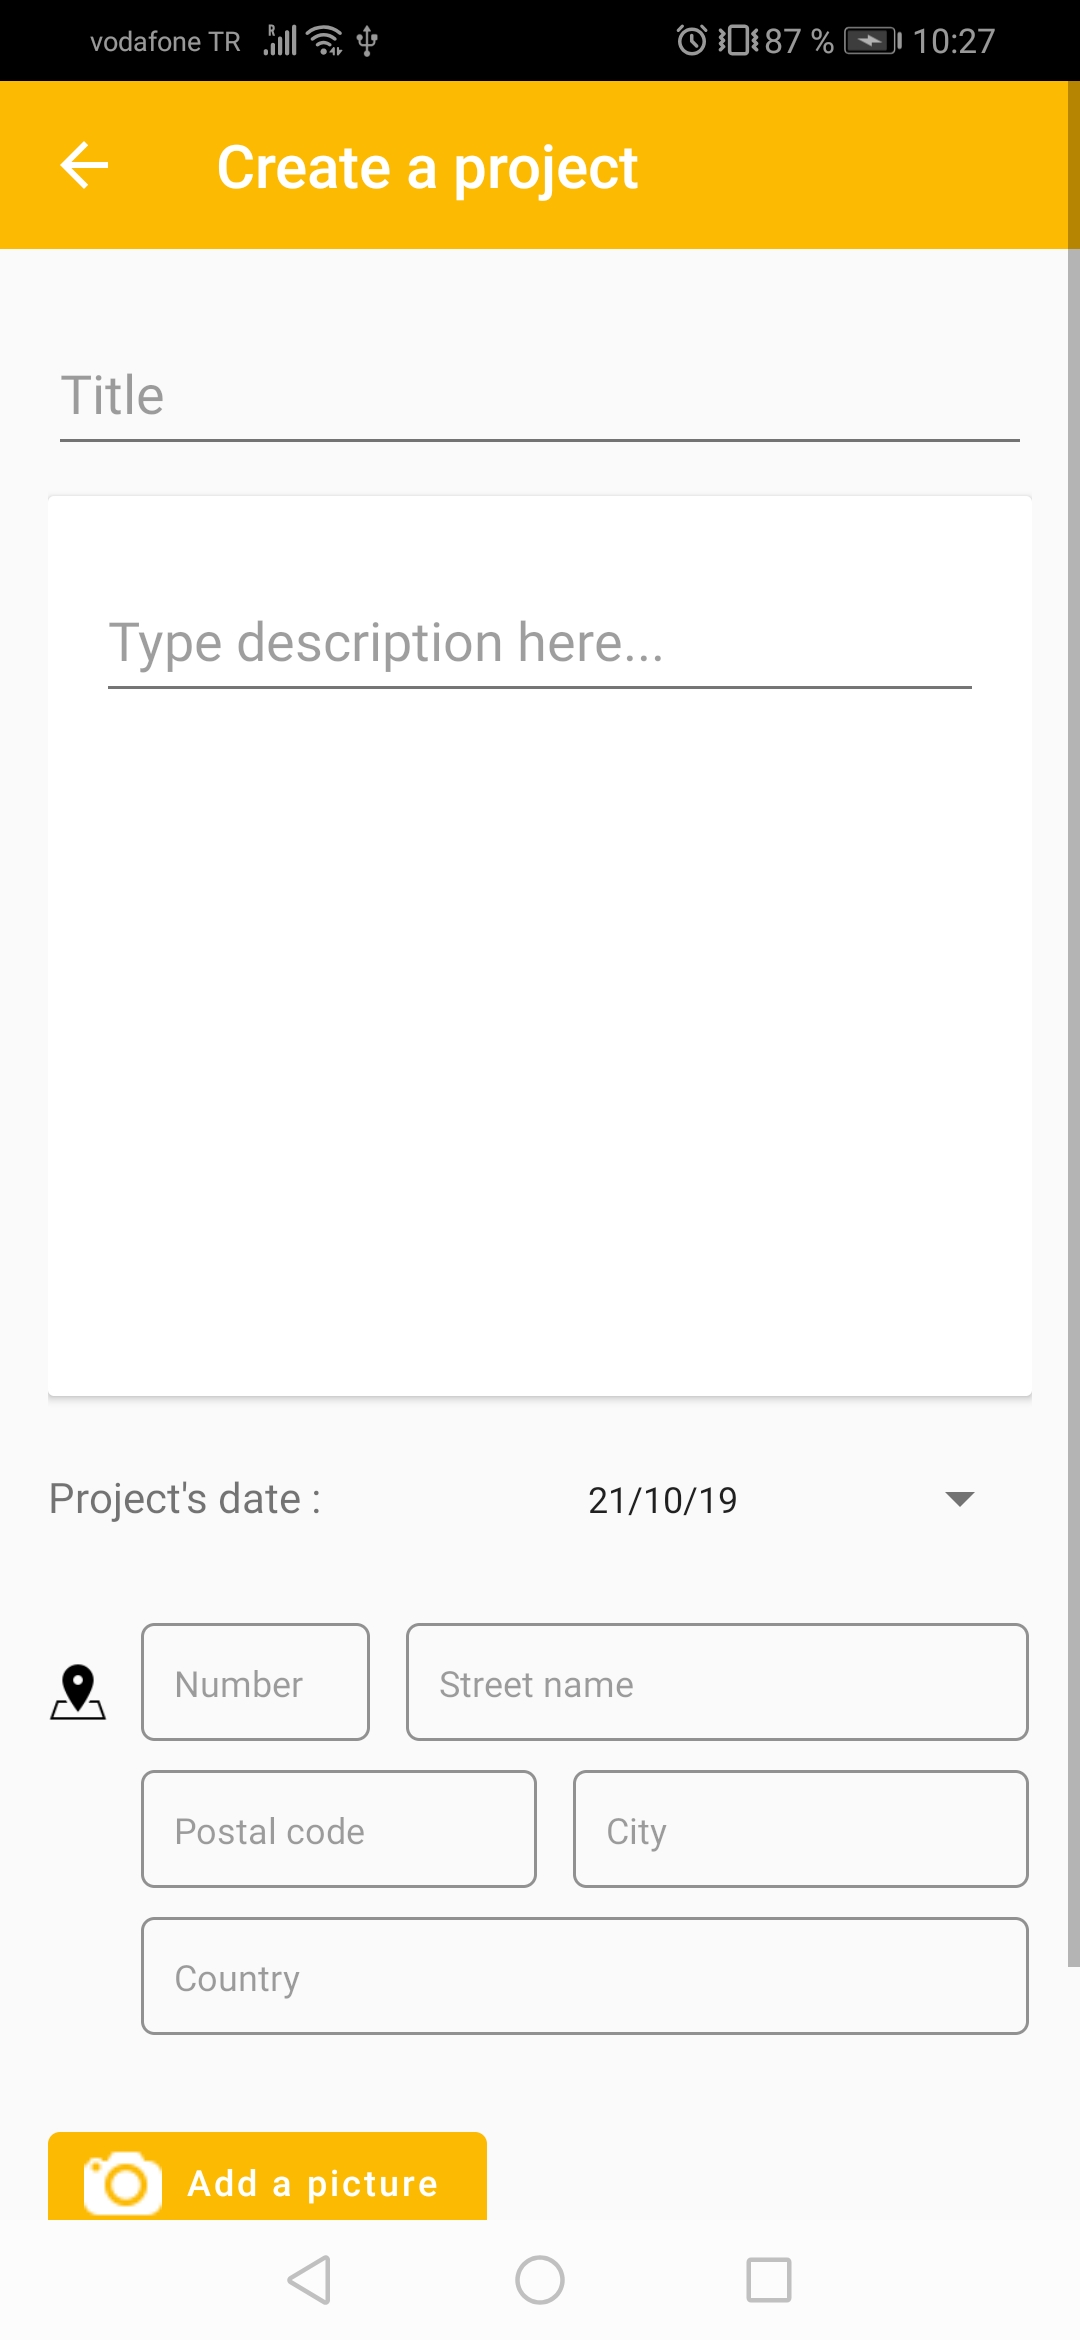 vodafone TR R 87 % 10:27
Create a project
Title
Type description here...
Project's date : 21/10/19
Number Street name
Postal code City
Country
Add a picture